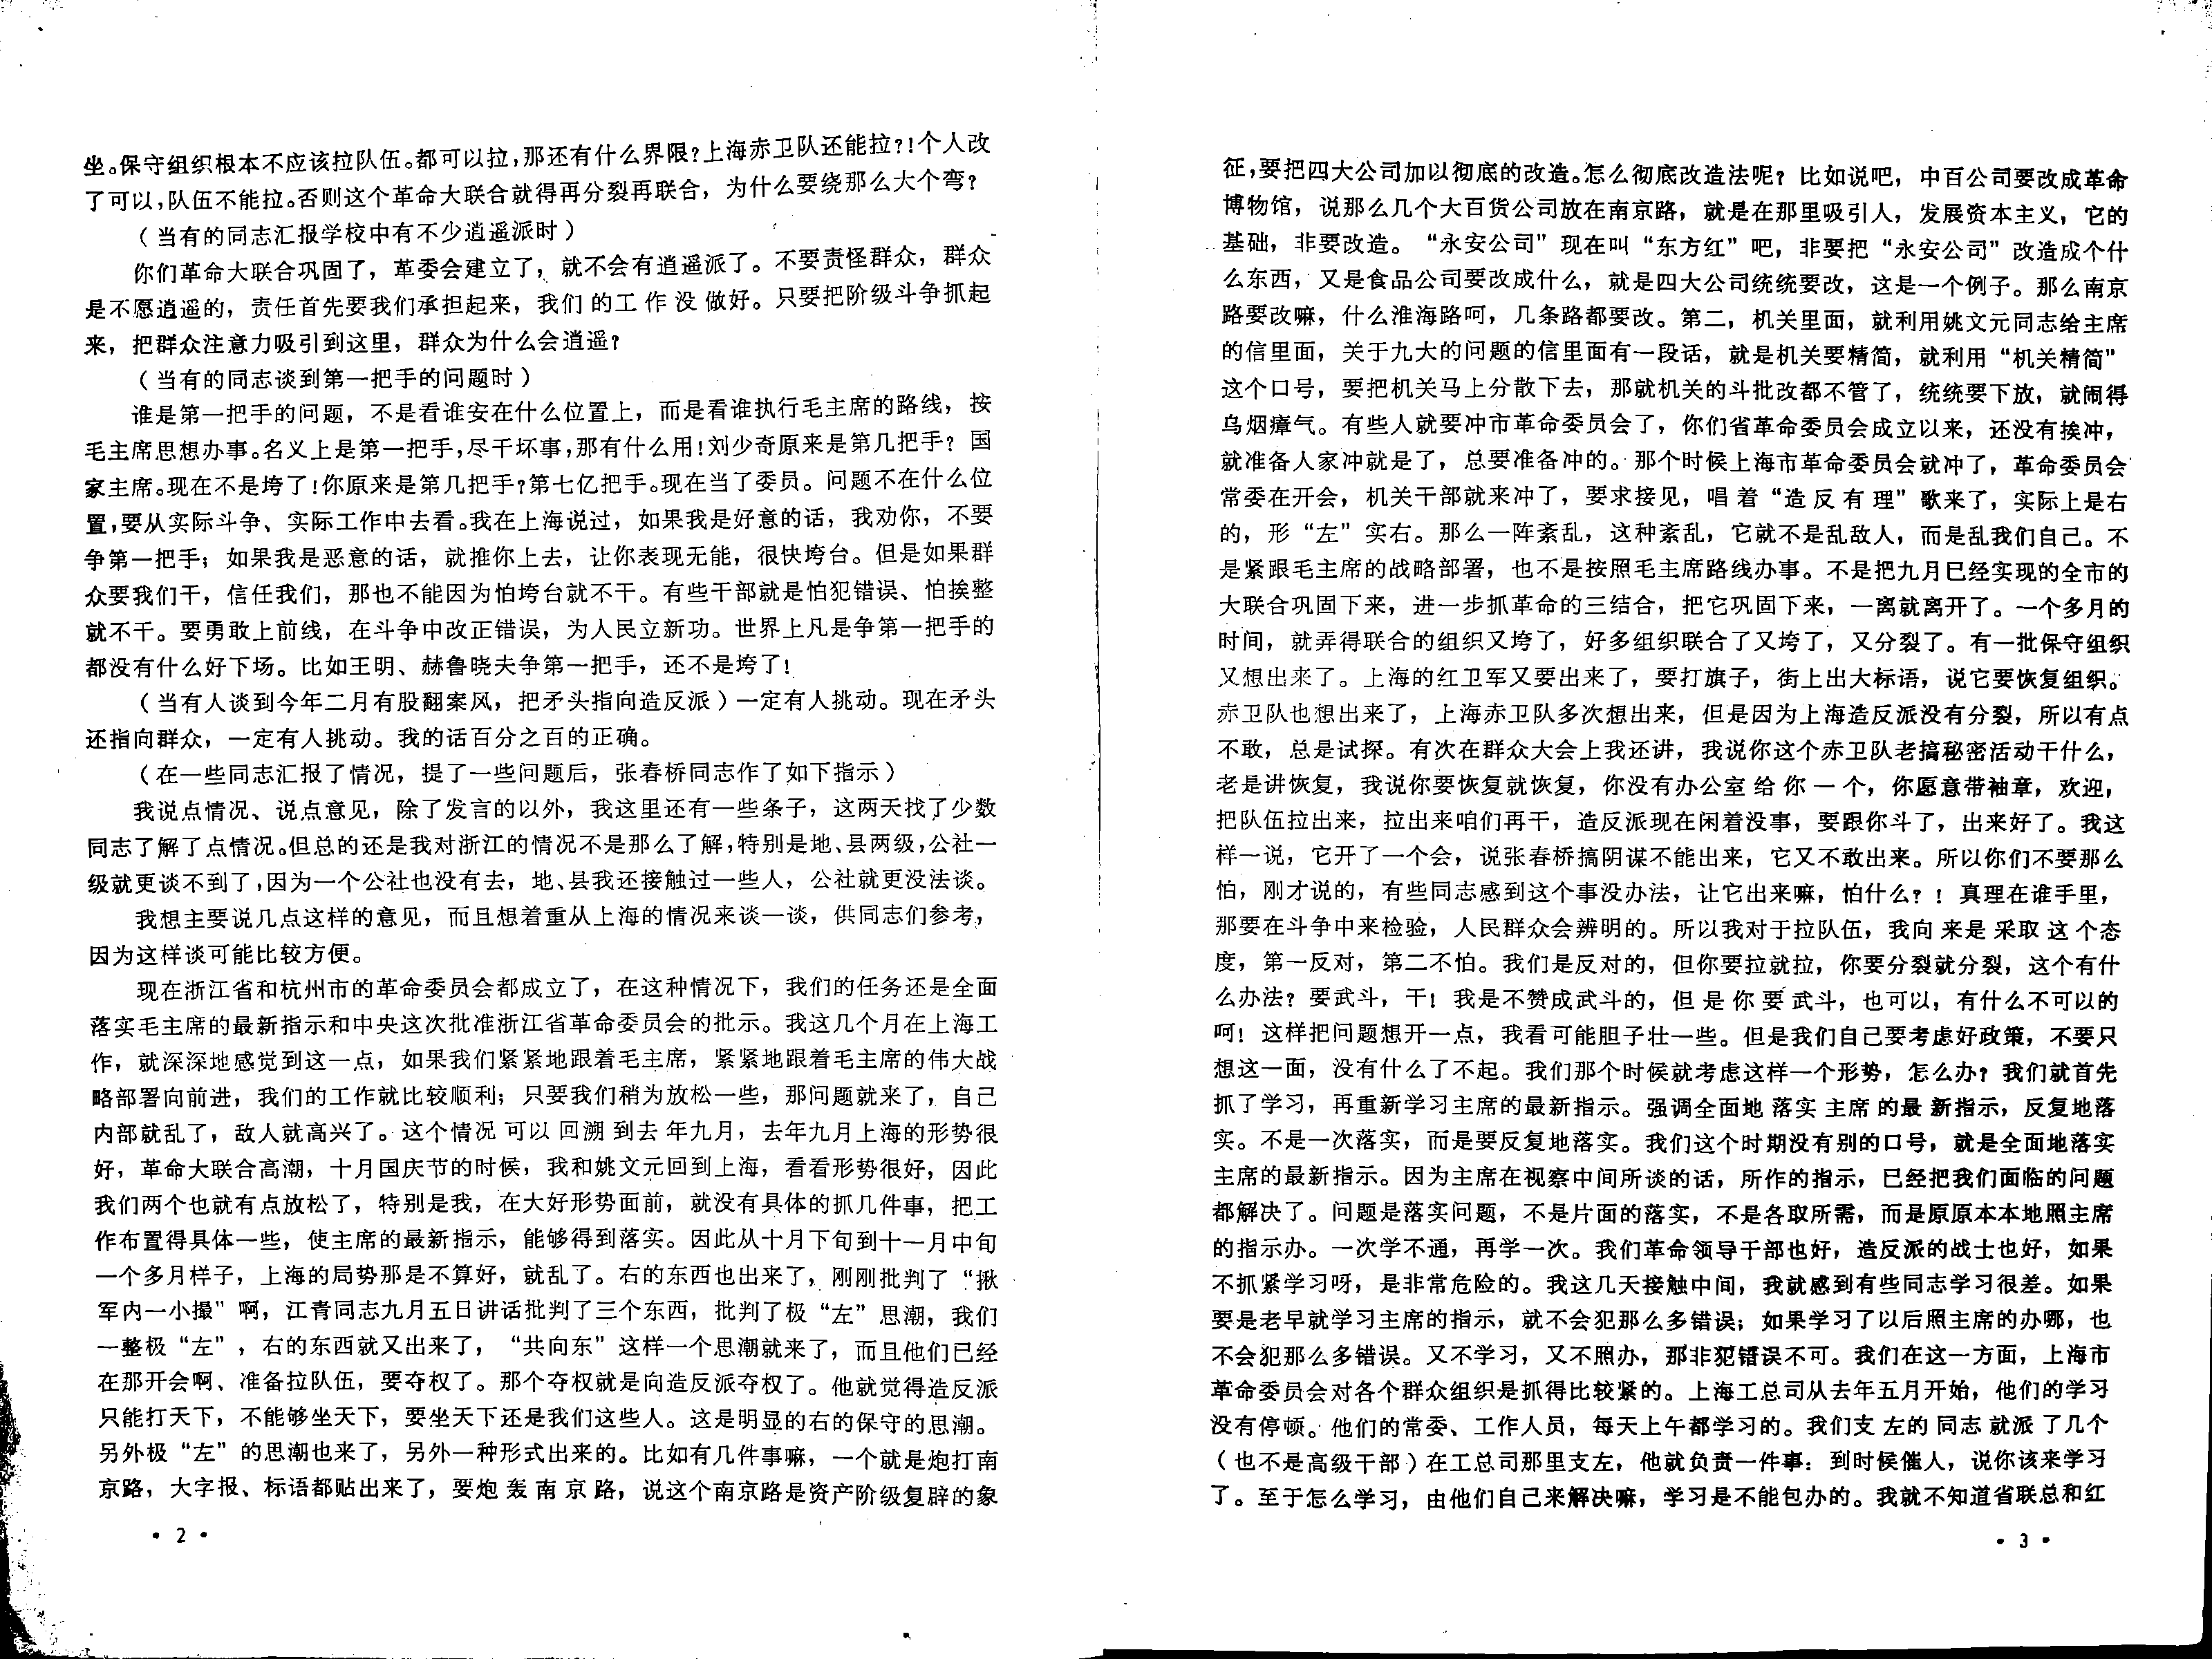 坐。保守组织根本不应该拉队伍。都可以拉，那还有什么界限？上海赤卫队还能拉？！个人改
了可以，队伍不能拉。否则这个革命大联合就得再分裂再联合，为什么要绕那么大个弯？
（当有的同志汇报学校中有不少逍遥派时）
你们革命大联合巩固了，革委会建立了，就不会有逍遥派了。不要责怪群众，群众
是不愿逍遥的，责任首先要我们承担起来，我们的工作没做好。只要把阶级斗争抓起
来，把群众注意力吸引到这里，群众为什么会逍遥？
（当有的同志谈到第一把手的问题时）
谁是第一把手的问题，不是看谁安在什么位置上，而是看谁执行毛主席的路线，按
毛主席思想办事。名义上是第一把手，尽干坏事，那有什么用！刘少奇原来是第几把手？国
家主席。现在不是垮了！你原来是第几把手？第七亿把手。现在当了委员。问题不在什么位
置，要从实际斗争、实际工作中去看。我在上海说过，如果我是好意的话，我劝你，不要
争第一把手；如果我是恶意的话，就推你上去，让你表现无能，很快垮台。但是如果群
众要我们干，信任我们，那也不能因为怕垮台就不干。有些干部就是怕犯错误、怕挨整
就不干。要勇敢上前线，在斗争中改正错误，为人民立新功。世界上凡是争第一把手的
都没有什么好下场。比如王明、赫鲁晓夫争第一把手，还不是垮了！
（当有人谈到今年二月有股翻案风，把矛头指向造反派）一定有人挑动。现在矛头
还指向群众，一定有人挑动。我的话百分之百的正确。
（在一些同志汇报了情况，提了一些问题后，张春桥同志作了如下指示）
我说点情况、说点意见，除了发言的以外，我这里还有一些条子，这两天找了少数
同志了解了点情况。但总的还是我对浙江的情况不是那么了解，特别是地、县两级，公社一
级就更谈不到了，因为一个公社也没有去，地、县我还接触过一些人，公社就更没法谈。
我想主要说几点这样的意见，而且想着重从上海的情况来谈一谈，供同志们参考，
因为这样谈可能比较方便。
现在浙江省和杭州市的革命委员会都成立了，在这种情况下，我们的任务还是全面
落实毛主席的最新指示和中央这次批准浙江省革命委员会的批示。我这几个月在上海工
作，就深深地感觉到这一点，如果我们紧紧地跟着毛主席，紧紧地跟着毛主席的伟大战
略部署向前进，我们的工作就比较顺利；只要我们稍为放松一些，那问题就来了，自己
内部就乱了，敌人就高兴了。这个情况可以回溯到去年九月，去年九月上海的形势很
好，革命大联合高潮，十月国庆节的时候，我和姚文元回到上海，看看形势很好，因此
我们两个也就有点放松了，特别是我，在大好形势面前，就没有具体的抓几件事，把工
作布置得具体一些，使主席的最新指示，能够得到落实。因此从十月下旬到十一月中旬
一个多月样子，上海的局势那是不算好，就乱了。右的东西也出来了，刚刚批判了“揪
军内一小撮”啊，江青同志九月五日讲话批判了三个东西，批判了极“左”思潮，我们
一整极“左”，右的东西就又出来了，“共向东”这样一个思潮就来了，而且他们已经
在那开会啊、准备拉队伍，要夺权了。那个夺权就是向造反派夺权了。他就觉得造反派
只能打天下，不能够坐天下，要坐天下还是我们这些人。这是明显的右的保守的思潮。
另外极“左”的思潮也来了，另外一种形式出来的。比如有几件事嘛，一个就是炮打南
京路，大字报、标语都贴出来了，要炮轰南京路，说这个南京路是资产阶级复辟的象
• 2 •
征，要把四大公司加以彻底的改造。怎么彻底改造法呢？比如说吧，中百公司要改成革命
博物馆，说那么几个大百货公司放在南京路，就是在那里吸引人，发展资本主义，它的
基础，非要改造。“永安公司”现在叫“东方红”吧，非要把“永安公司”改造成个什
么东西，又是食品公司要改成什么，就是四大公司统统要改，这是一个例子。那么南京
路要改嘛，什么淮海路呵，几条路都要改。第二，机关里面，就利用姚文元同志给主席
的信里面，关于九大的问题的信里面有一段话，就是机关要精简，就利用“机关精简”
这个口号，要把机关马上分散下去，那就机关的斗批改都不管了，统统要下放，就闹得
乌烟瘴气。有些人就要冲市革命委员会了，你们省革命委员会成立以来，还没有挨冲，
就准备人家冲就是了，总要准备冲的。那个时候上海市革命委员会就冲了，革命委员会
常委在开会，机关干部就来冲了，要求接见，唱着“造反有理”歌来了，实际上是右
的，形“左”实右。那么一阵紊乱，这种紊乱，它就不是乱敌人，而是乱我们自己。不
是紧跟毛主席的战略部署，也不是按照毛主席路线办事。不是把九月已经实现的全市的
大联合巩固下来，进一步抓革命的三结合，把它巩固下来，一离就离开了。一个多月的
时间，就弄得联合的组织又垮了，好多组织联合了又垮了，又分裂了。有一批保守组织
又想出来了。上海的红卫军又要出来了，要打旗子，街上出大标语，说它要恢复组织。
赤卫队也想出来了，上海赤卫队多次想出来，但是因为上海造反派没有分裂，所以有点
不敢，总是试探。有次在群众大会上我还讲，我说你这个赤卫队老搞秘密活动干什么，
老是讲恢复，我说你要恢复就恢复，你没有办公室给你一个，你愿意带袖章，欢迎，
把队伍拉出来，拉出来咱们再干，造反派现在闲着没事，要跟你斗了，出来好了。我这
样一说，它开了一个会，说张春桥搞阴谋不能出来，它又不敢出来。所以你们不要那么
怕，刚才说的，有些同志感到这个事没办法，让它出来嘛，怕什么？！真理在谁手里，
那要在斗争中来检验，人民群众会辨明的。所以我对于拉队伍，我向来是采取这个态
度，第一反对，第二不怕。我们是反对的，但你要拉就拉，你要分裂就分裂，这个有什
么办法？要武斗，干！我是不赞成武斗的，但是你要武斗，也可以，有什么不可以的
呵！这样把问题想开一点，我看可能胆子壮一些。但是我们自己要考虑好政策，不要只
想这一面，没有什么了不起。我们那个时候就考虑这样一个形势，怎么办？我们就首先
抓了学习，再重新学习主席的最新指示。强调全面地落实主席的最新指示，反复地落
实。不是一次落实，而是要反复地落实。我们这个时期没有别的口号，就是全面地落实
主席的最新指示。因为主席在视察中间所谈的话，所作的指示，已经把我们面临的问题
都解决了。问题是落实问题，不是片面的落实，不是各取所需，而是原原本本地照主席
的指示办。一次学不通，再学一次。我们革命领导干部也好，造反派的战士也好，如果
不抓紧学习呀，是非常危险的。我这几天接触中间，我就感到有些同志学习很差。如果
要是老早就学习主席的指示，就不会犯那么多错误；如果学习了以后照主席的办哪，也
不会犯那么多错误。又不学习，又不照办，那非犯错误不可。我们在这一方面，上海市
革命委员会对各个群众组织是抓得比较紧的。上海工总司从去年五月开始，他们的学习
没有停顿。他们的常委、工作人员，每天上午都学习的。我们支左的同志就派了几个
（也不是高级干部）在工总司那里支左，他就负责一件事：到时候催人，说你该来学习
了。至于怎么学习，由他们自己来解决嘛，学习是不能包办的。我就不知道省联总和红
• 3 •